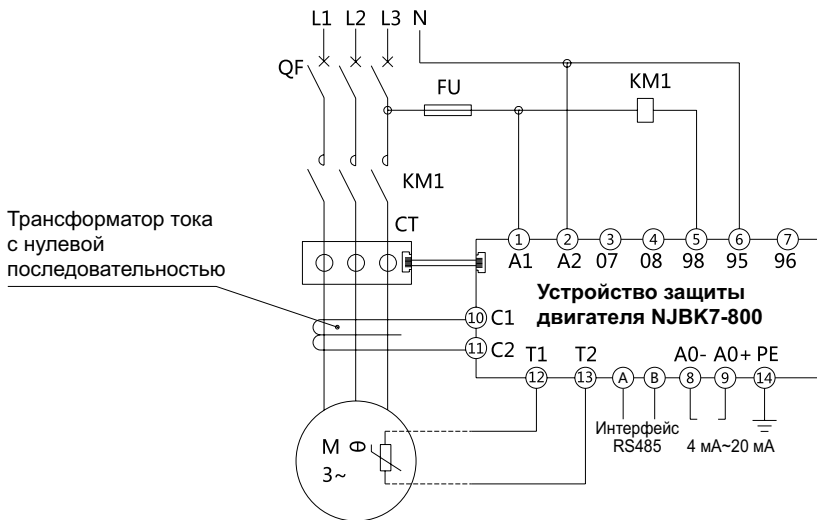 L1 L2 L3 N
QF
FU
KM1
KM1
CT
Трансформатор тока
с нулевой
последовательностью
1 2 3 4 5 6 7
A1 A2 07 08 98 95 96
Устройство защиты
двигателя NJBK7-800
10 C1
11 C2
T1 T2 A0- A0+ PE
12 13 A B 8 9 14
Интерфейс
RS485
4 мА~20 мА
M θ
3~